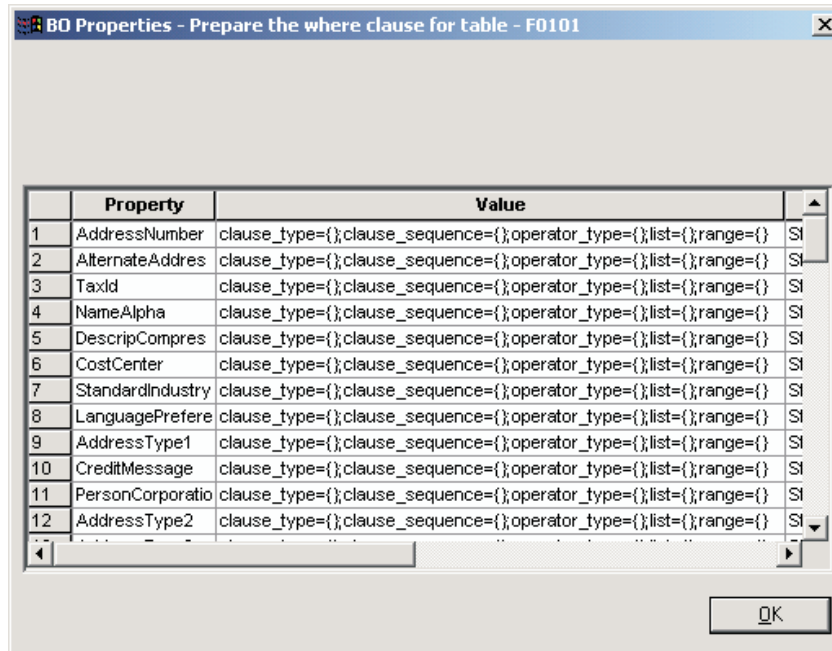 BO Properties - Prepare the where clause for table - F0101
Property Value
1 AddressNumber clause_type={};clause_sequence={};operator_type={};list={};range={}
2 AlternateAddres clause_type={};clause_sequence={};operator_type={};list={};range={}
3 TaxId clause_type={};clause_sequence={};operator_type={};list={};range={}
4 NameAlpha clause_type={};clause_sequence={};operator_type={};list={};range={}
5 DescripCompres clause_type={};clause_sequence={};operator_type={};list={};range={}
6 CostCenter clause_type={};clause_sequence={};operator_type={};list={};range={}
7 StandardIndustry clause_type={};clause_sequence={};operator_type={};list={};range={}
8 LanguagePrefere clause_type={};clause_sequence={};operator_type={};list={};range={}
9 AddressType1 clause_type={};clause_sequence={};operator_type={};list={};range={}
10 CreditMessage clause_type={};clause_sequence={};operator_type={};list={};range={}
11 PersonCorporatio clause_type={};clause_sequence={};operator_type={};list={};range={}
12 AddressType2 clause_type={};clause_sequence={};operator_type={};list={};range={}
OK